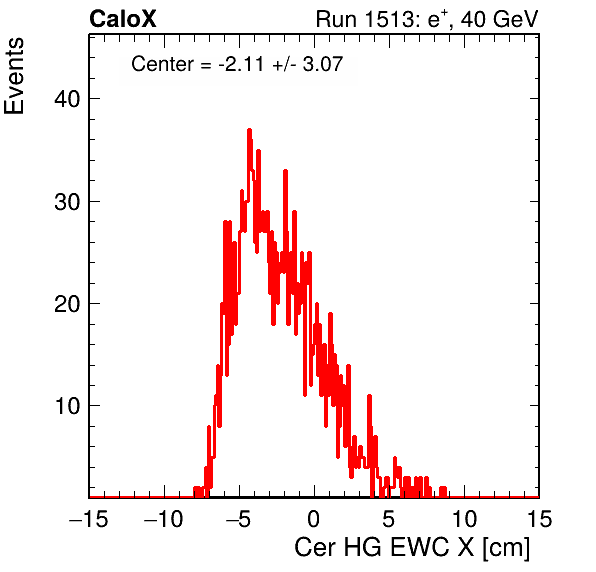 CaloX Run 1513: e⁺, 40 GeV
Center = -2.11 +/- 3.07
Events
40
30
20
10
−15 −10 −5 0 5 10 15
Cer HG EWC X [cm]